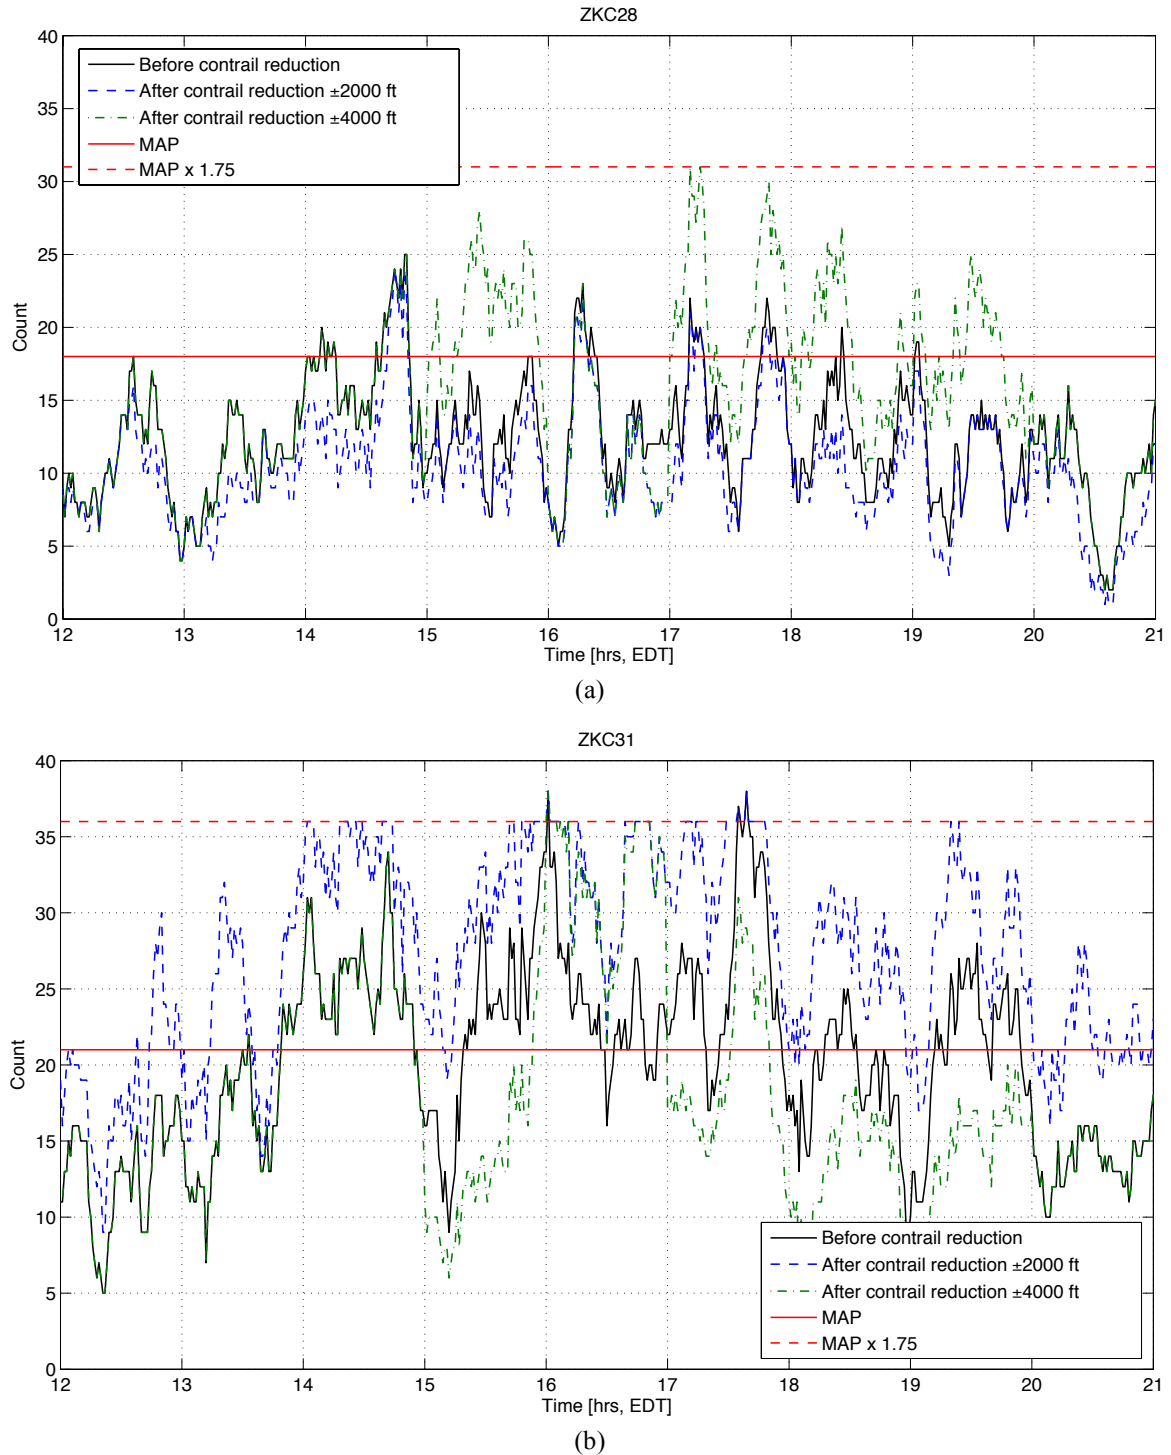 ZKC28
40
35
30
25
20
15
10
5
0
Count
Before contrail reduction
After contrail reduction ±2000 ft
After contrail reduction ±4000 ft
MAP
MAP x 1.75
12 13 14 15 16 17 18 19 20 21
Time [hrs, EDT]
(a)
ZKC31
40
35
30
25
20
15
10
5
0
Count
Before contrail reduction
After contrail reduction ±2000 ft
After contrail reduction ±4000 ft
MAP
MAP x 1.75
12 13 14 15 16 17 18 19 20 21
Time [hrs, EDT]
(b)